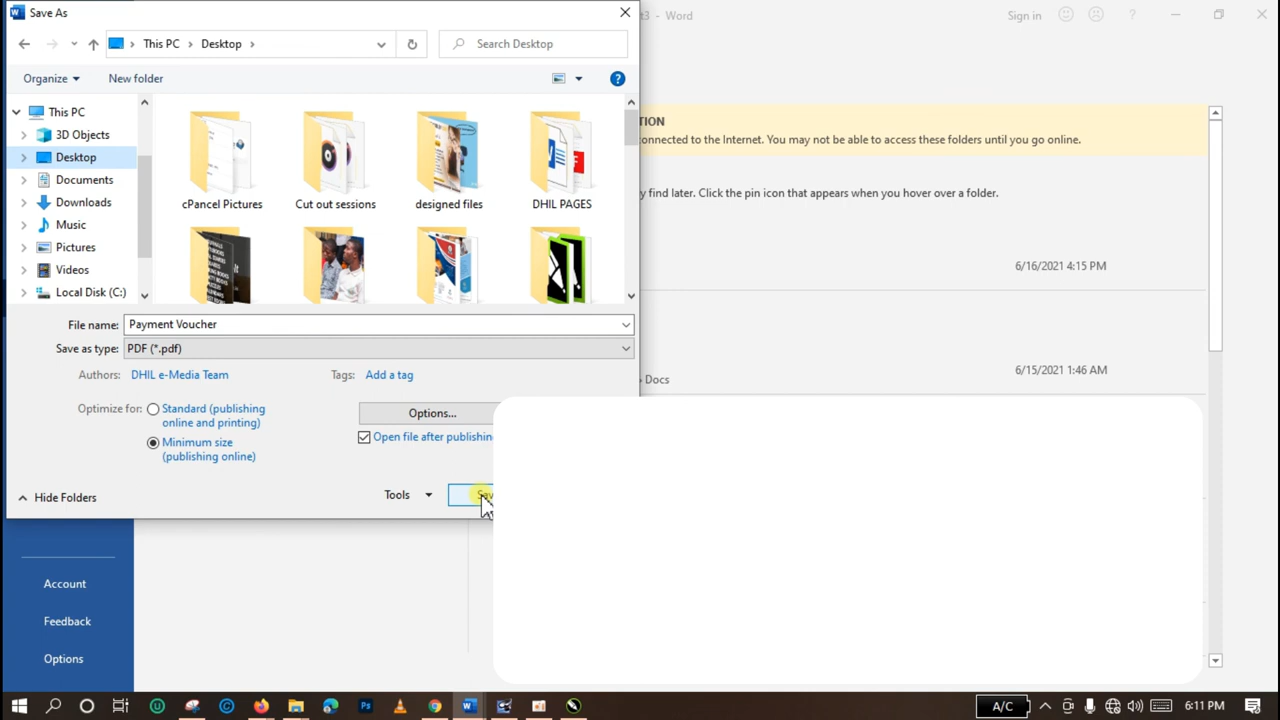 Save As
t3 - Word
Sign in
?
This PC
Desktop
Search Desktop
Organize
New folder
?
This PC
3D Objects
Desktop
Documents
Downloads
Music
Pictures
Videos
Local Disk (C:)
cPancel Pictures
Cut out sessions
designed files
DHIL PAGES
TION
onnected to the Internet. You may not be able to access these folders until you go online.
y find later. Click the pin icon that appears when you hover over a folder.
6/16/2021 4:15 PM
6/15/2021 1:46 AM
Docs
File name:
Payment Voucher
Save as type:
PDF (*.pdf)
Authors:
DHIL e-Media Team
Tags:
Add a tag
Optimize for:
Standard (publishing
online and printing)
Minimum size
(publishing online)
Options...
Open file after publishin
Hide Folders
Tools
Sav
Account
Feedback
Options
A/C
6:11 PM